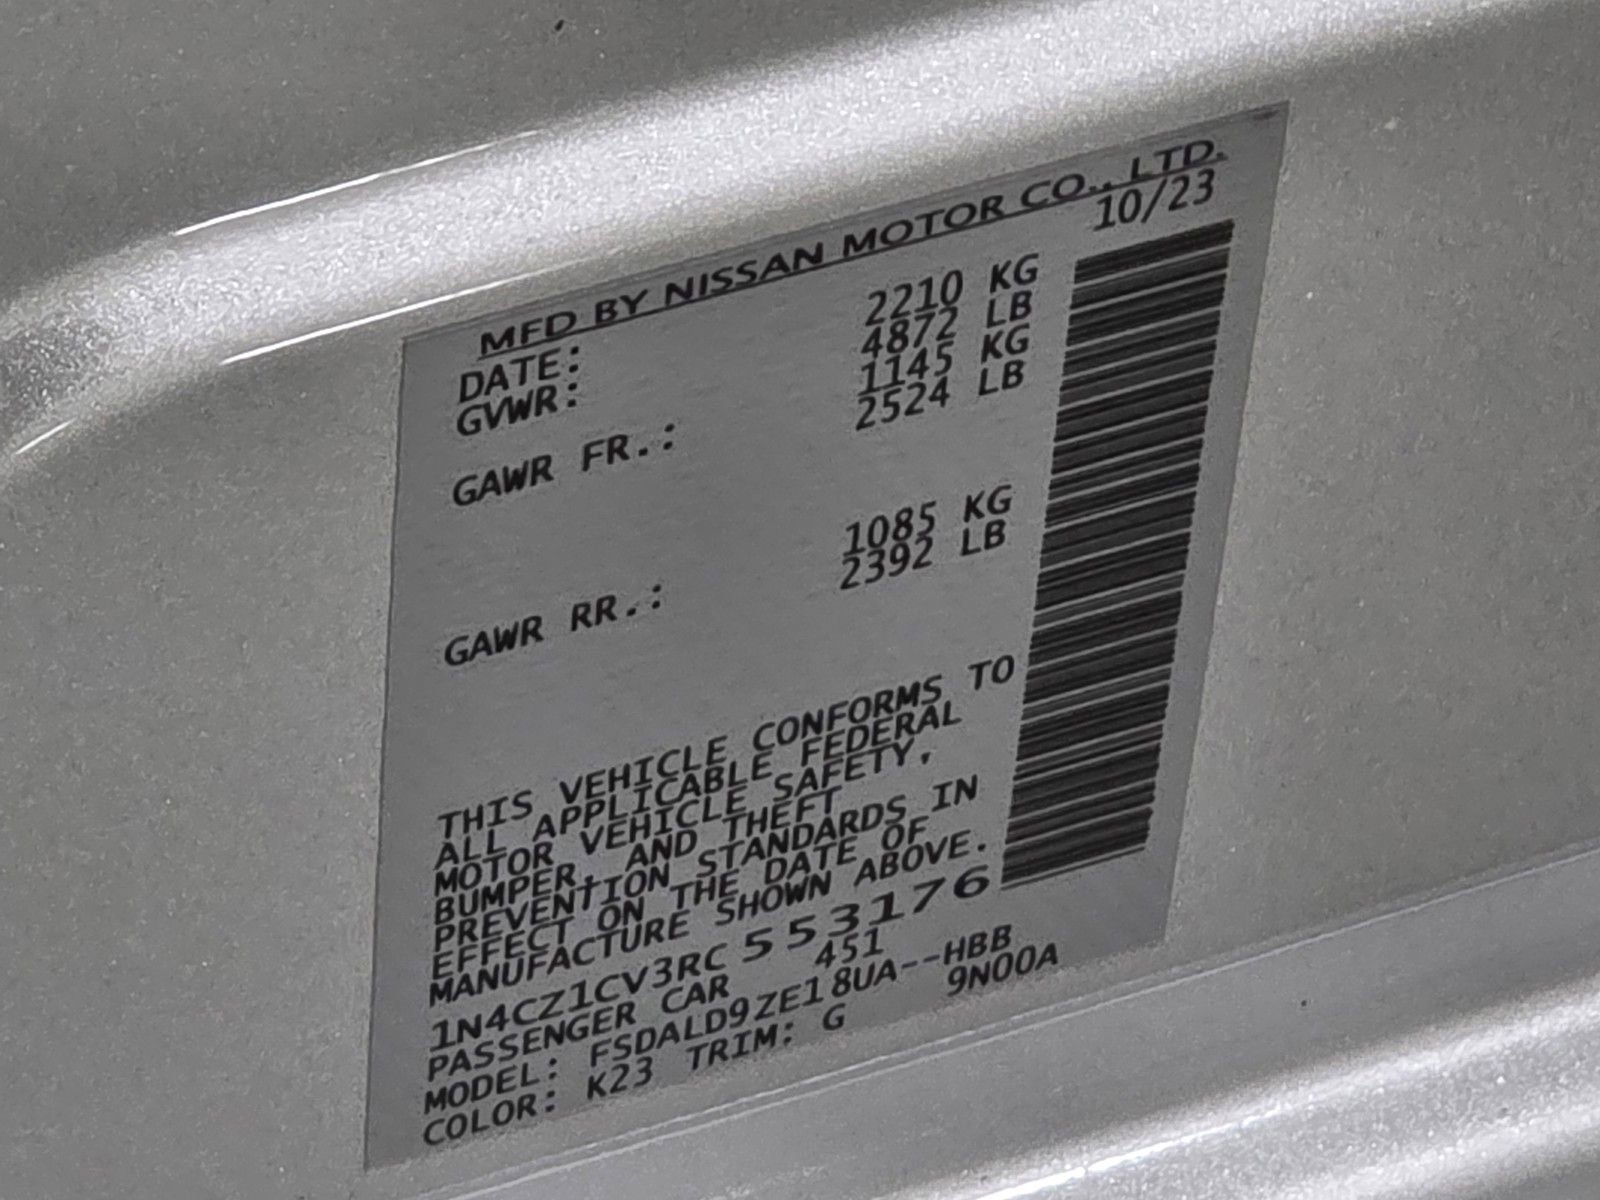 MFD BY NISSAN MOTOR CO., LTD.
DATE: 10/23
GVWR: 2210 KG
4872 LB
GAWR FR.: 1145 KG
2524 LB
GAWR RR.: 1085 KG
2392 LB
THIS VEHICLE CONFORMS TO
ALL APPLICABLE FEDERAL
MOTOR VEHICLE SAFETY,
BUMPER, AND THEFT
PREVENTION STANDARDS IN
EFFECT ON THE DATE OF
MANUFACTURE SHOWN ABOVE.
1N4CZ1CV3RC553176
PASSENGER CAR 451
MODEL: FSDALD9ZE18UA--HBB
COLOR: K23 TRIM: G 9N00A